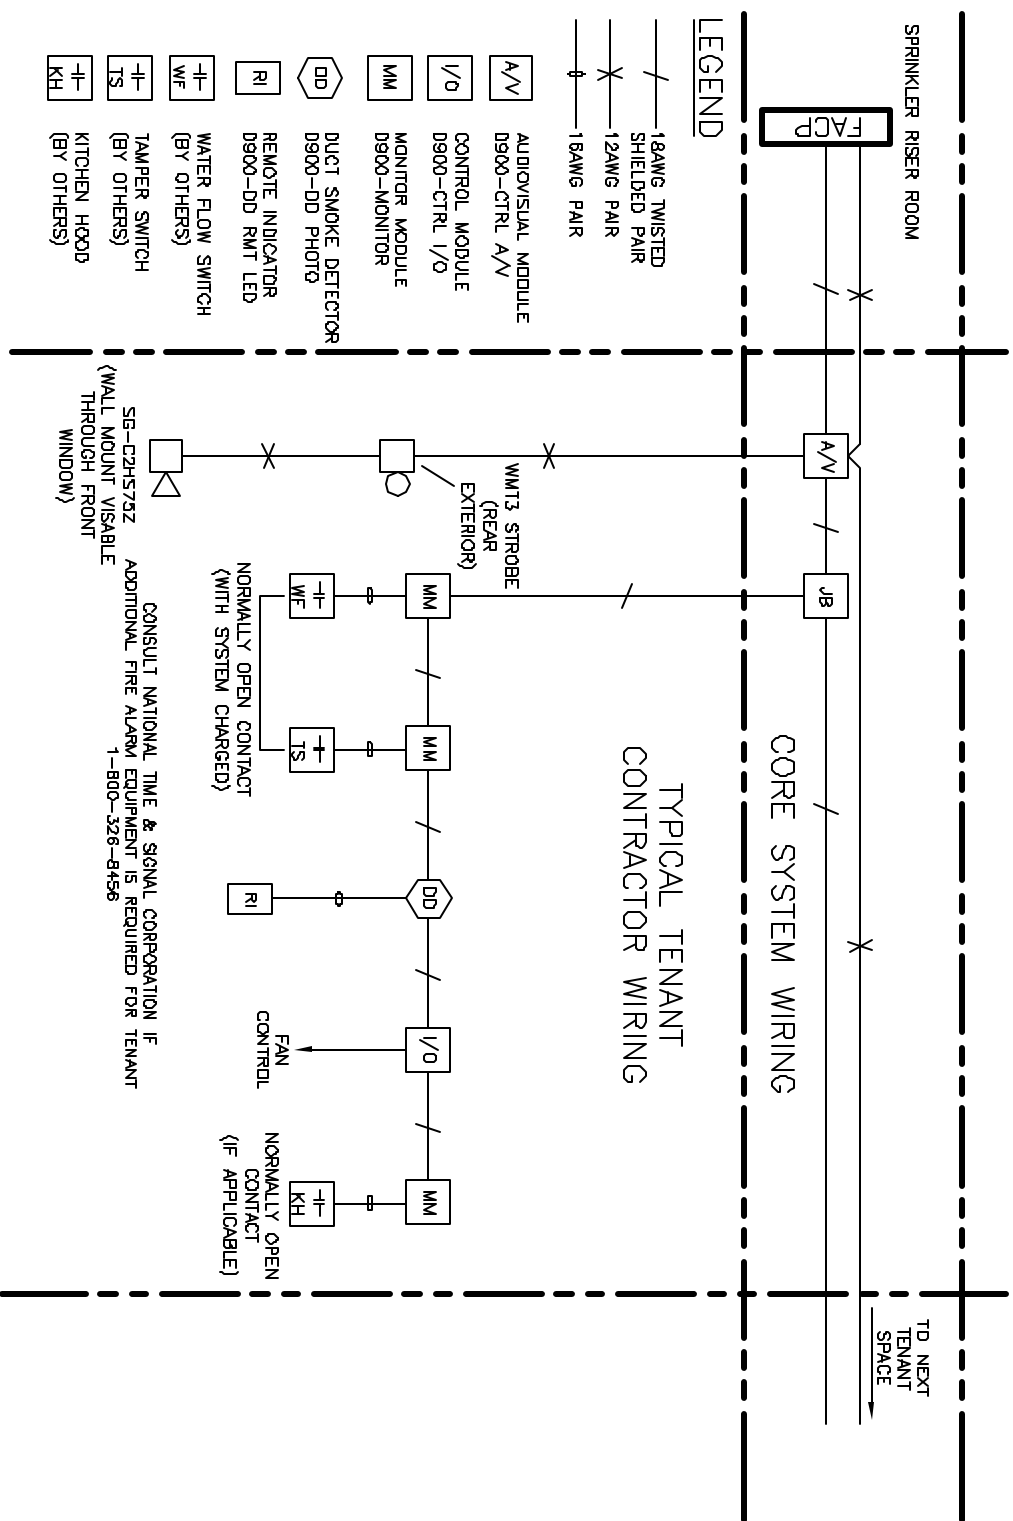 SPRINKLER RISER ROOM
FACP
LEGEND
18AWG TWISTED
SHIELDED PAIR
12AWG PAIR
16AWG PAIR
A/V
AUDIOVISUAL MODULE
D900-CTRL A/V
I/O
CONTROL MODULE
D900-CTRL I/O
MM
MONITOR MODULE
D900-MONITOR
DD
DUCT SMOKE DETECTOR
D900-DD PHOTO
RI
REMOTE INDICATOR
D900-DD RMT LED
WF
WATER FLOW SWITCH
(BY OTHERS)
TS
TAMPER SWITCH
(BY OTHERS)
KH
KITCHEN HOOD
(BY OTHERS)
TO NEXT
TENANT
SPACE
A/V
JB
CORE SYSTEM WIRING
TYPICAL TENANT
CONTRACTOR WIRING
WMT3 STROBE
(REAR
EXTERIOR)
MM
MM
DD
I/O
MM
WF
TS
RI
FAN
CONTROL
KH
NORMALLY OPEN CONTACT
(WITH SYSTEM CHARGED)
NORMALLY OPEN
CONTACT
(IF APPLICABLE)
SG-C2HS75Z
(WALL MOUNT VISABLE
THROUGH FRONT
WINDOW)
CONSULT NATIONAL TIME & SIGNAL CORPORATION IF
ADDITIONAL FIRE ALARM EQUIPMENT IS REQUIRED FOR TENANT
1-800-326-8456